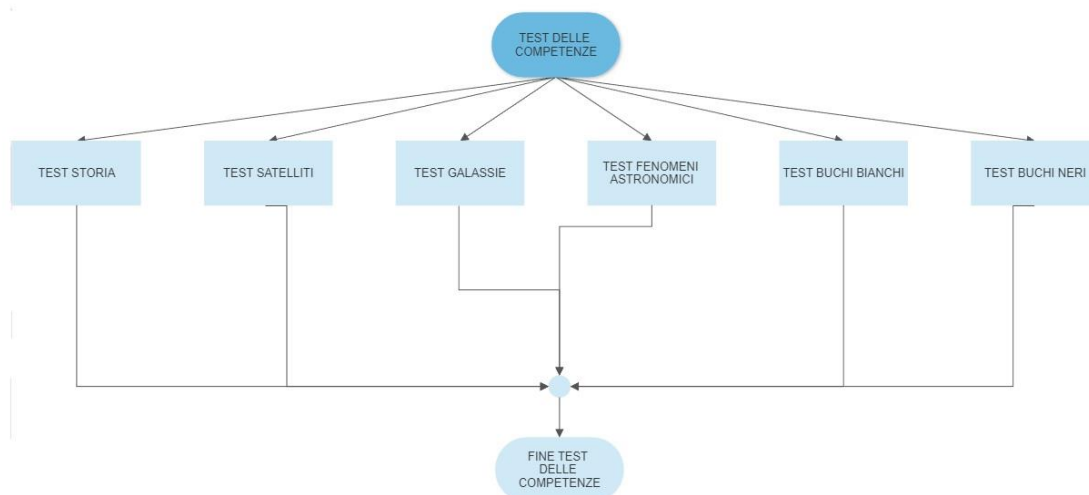 TEST DELLE
COMPETENZE
TEST STORIA
TEST SATELLITI
TEST GALASSIE
TEST FENOMENI
ASTRONOMICI
TEST BUCHI BIANCHI
TEST BUCHI NERI
FINE TEST
DELLE
COMPETENZE